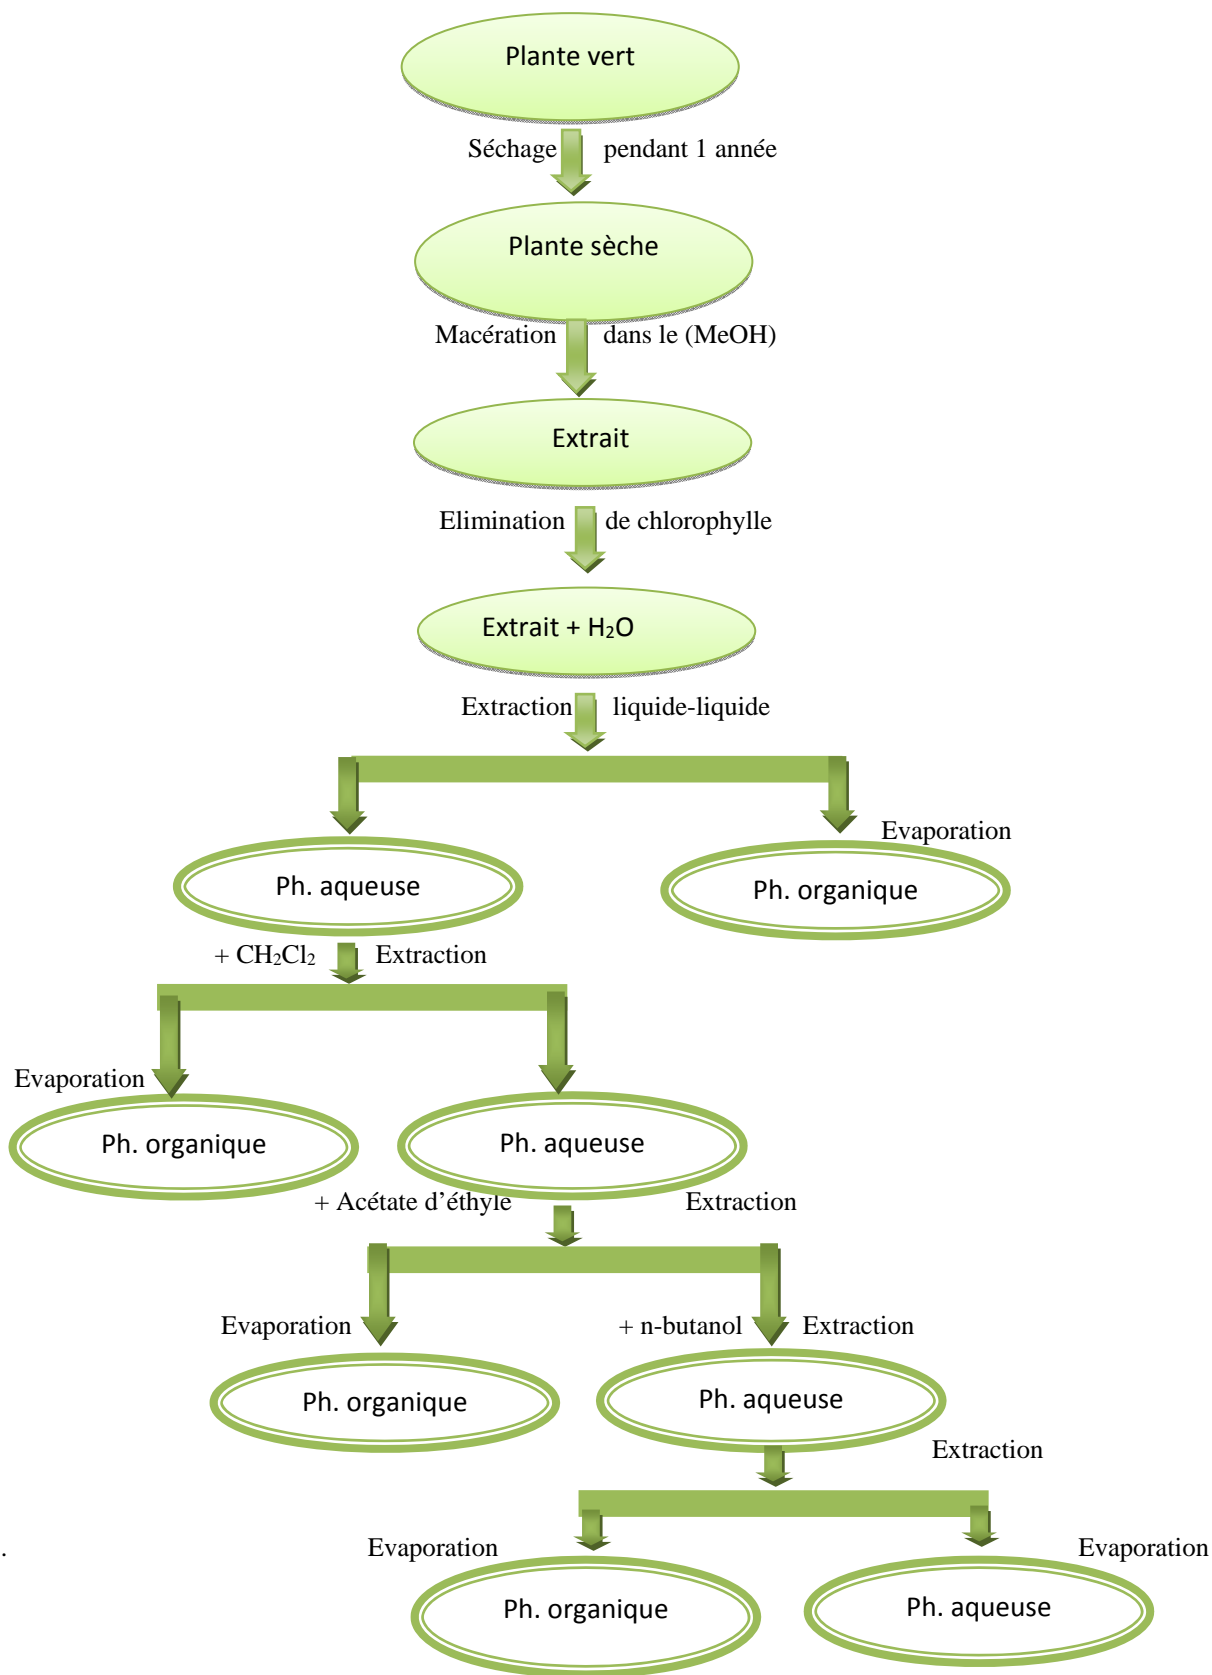 Plante vert
Séchage pendant 1 année
Plante sèche
Macération dans le (MeOH)
Extrait
Elimination de chlorophylle
Extrait + H₂O
Extraction liquide-liquide
Evaporation
Ph. aqueuse
Ph. organique
+ CH₂Cl₂ Extraction
Evaporation
Ph. organique
Ph. aqueuse
+ Acétate d’éthyle Extraction
Evaporation
+ n-butanol Extraction
Ph. organique
Ph. aqueuse
Extraction
.
Evaporation
Evaporation
Ph. organique
Ph. aqueuse